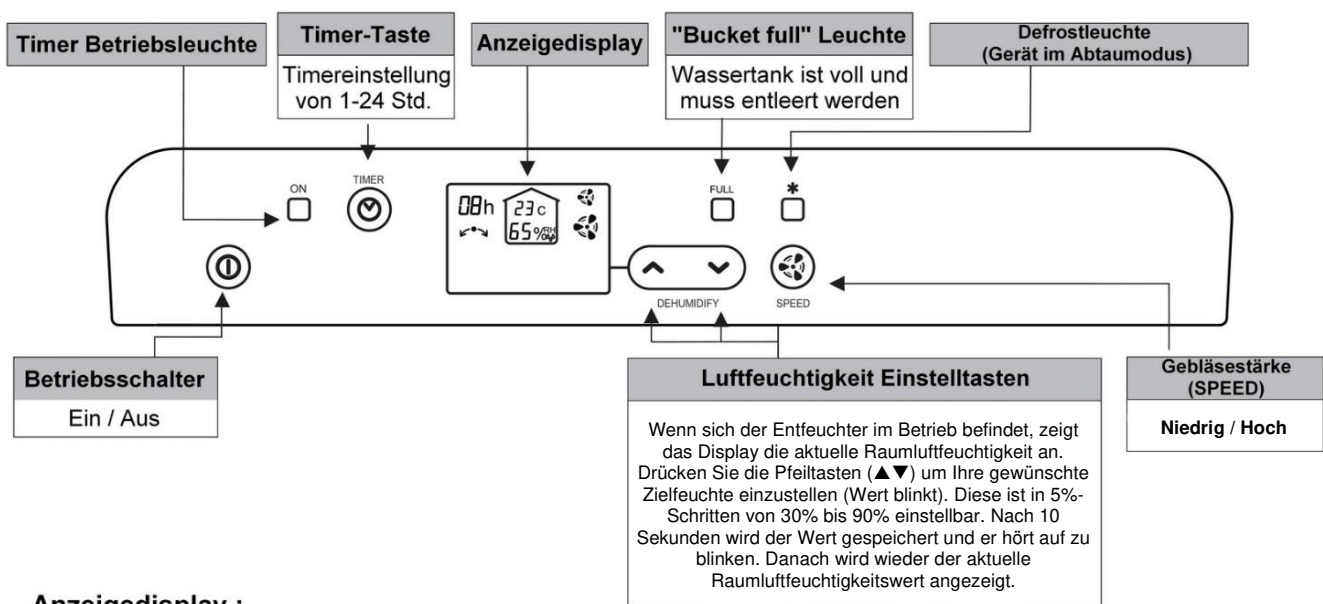 Timer Betriebsleuchte
Timer-Taste
Timereinstellung
von 1-24 Std.
Anzeigedisplay
"Bucket full" Leuchte
Wassertank ist voll und
muss entleert werden
Defrostleuchte
(Gerät im Abtaumodus)
ON
TIMER
08h
23c
65%RH
FULL
*
DEHUMIDIFY
SPEED
Betriebsschalter
Ein / Aus
Luftfeuchtigkeit Einstelltasten
Wenn sich der Entfeuchter im Betrieb befindet, zeigt
das Display die aktuelle Raumluftfeuchtigkeit an.
Drücken Sie die Pfeiltasten (▲▼) um Ihre gewünschte
Zielfeuchte einzustellen (Wert blinkt). Diese ist in 5%-
Schritten von 30% bis 90% einstellbar. Nach 10
Sekunden wird der Wert gespeichert und er hört auf zu
blinken. Danach wird wieder der aktuelle
Raumluftfeuchtigkeitswert angezeigt.
Gebläsestärke
(SPEED)
Niedrig / Hoch
Anzeigedisplay :